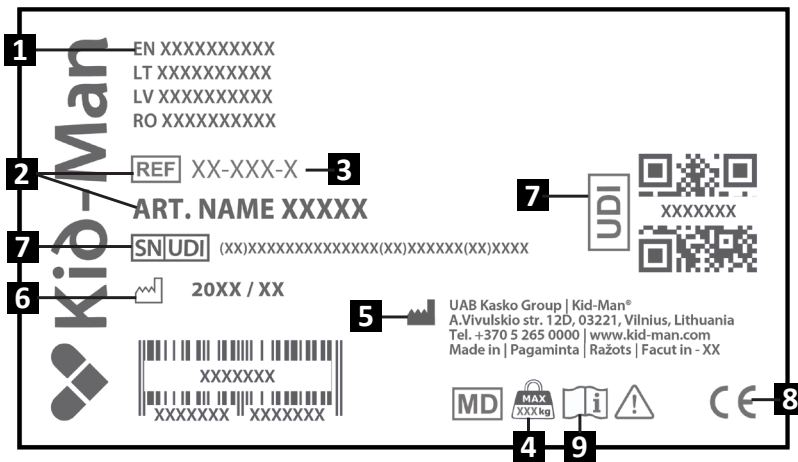 1
EN XXXXXXXXXX
LT XXXXXXXXXX
LV XXXXXXXXXX
RO XXXXXXXXXX
Kið-Man
2
REF XX-XXX-X
3
ART. NAME XXXXX
7
SN UDI (XX)XXXXXXXXXXXXXX(XX)XXXXXX(XX)XXXX
7
UDI
XXXXXXX
6
20XX / XX
5
UAB Kasko Group | Kid-Man®
A.Vivulskio str. 12D, 03221, Vilnius, Lithuania
Tel. +370 5 265 0000 | www.kid-man.com
Made in | Pagaminta | Ražots | Facut in - XX
XXXXXXX
XXXXXXX XXXXXXX
MD
MAX
XXX kg
i
!
CE
8
4
9